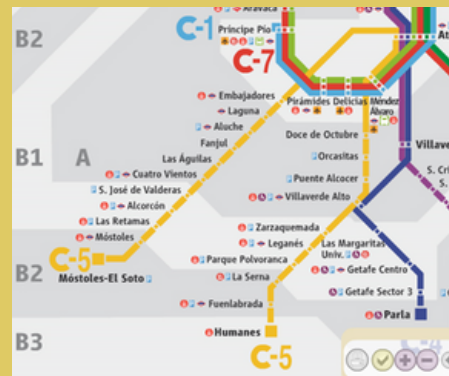 Aravaca
B2
C-1
Príncipe Pío
At
C-7
Embajadores
Pirámides
Delicias
Méndez
Álvaro
Laguna
Aluche
Doce de Octubre
Fanjul
Villave
B1
A
Las Águilas
Orcasitas
Cuatro Vientos
Puente Alcocer
S. Cri
S. José de Valderas
S.
Alcorcón
Villaverde Alto
Las Retamas
Zarzaquemada
Móstoles
Leganés
Las Margaritas
Univ.
C-5
Parque Polvoranca
Getafe Centro
B2
Móstoles-El Soto
La Serna
Getafe Sector 3
Fuenlabrada
Parla
Humanes
B3
C-5
C-4